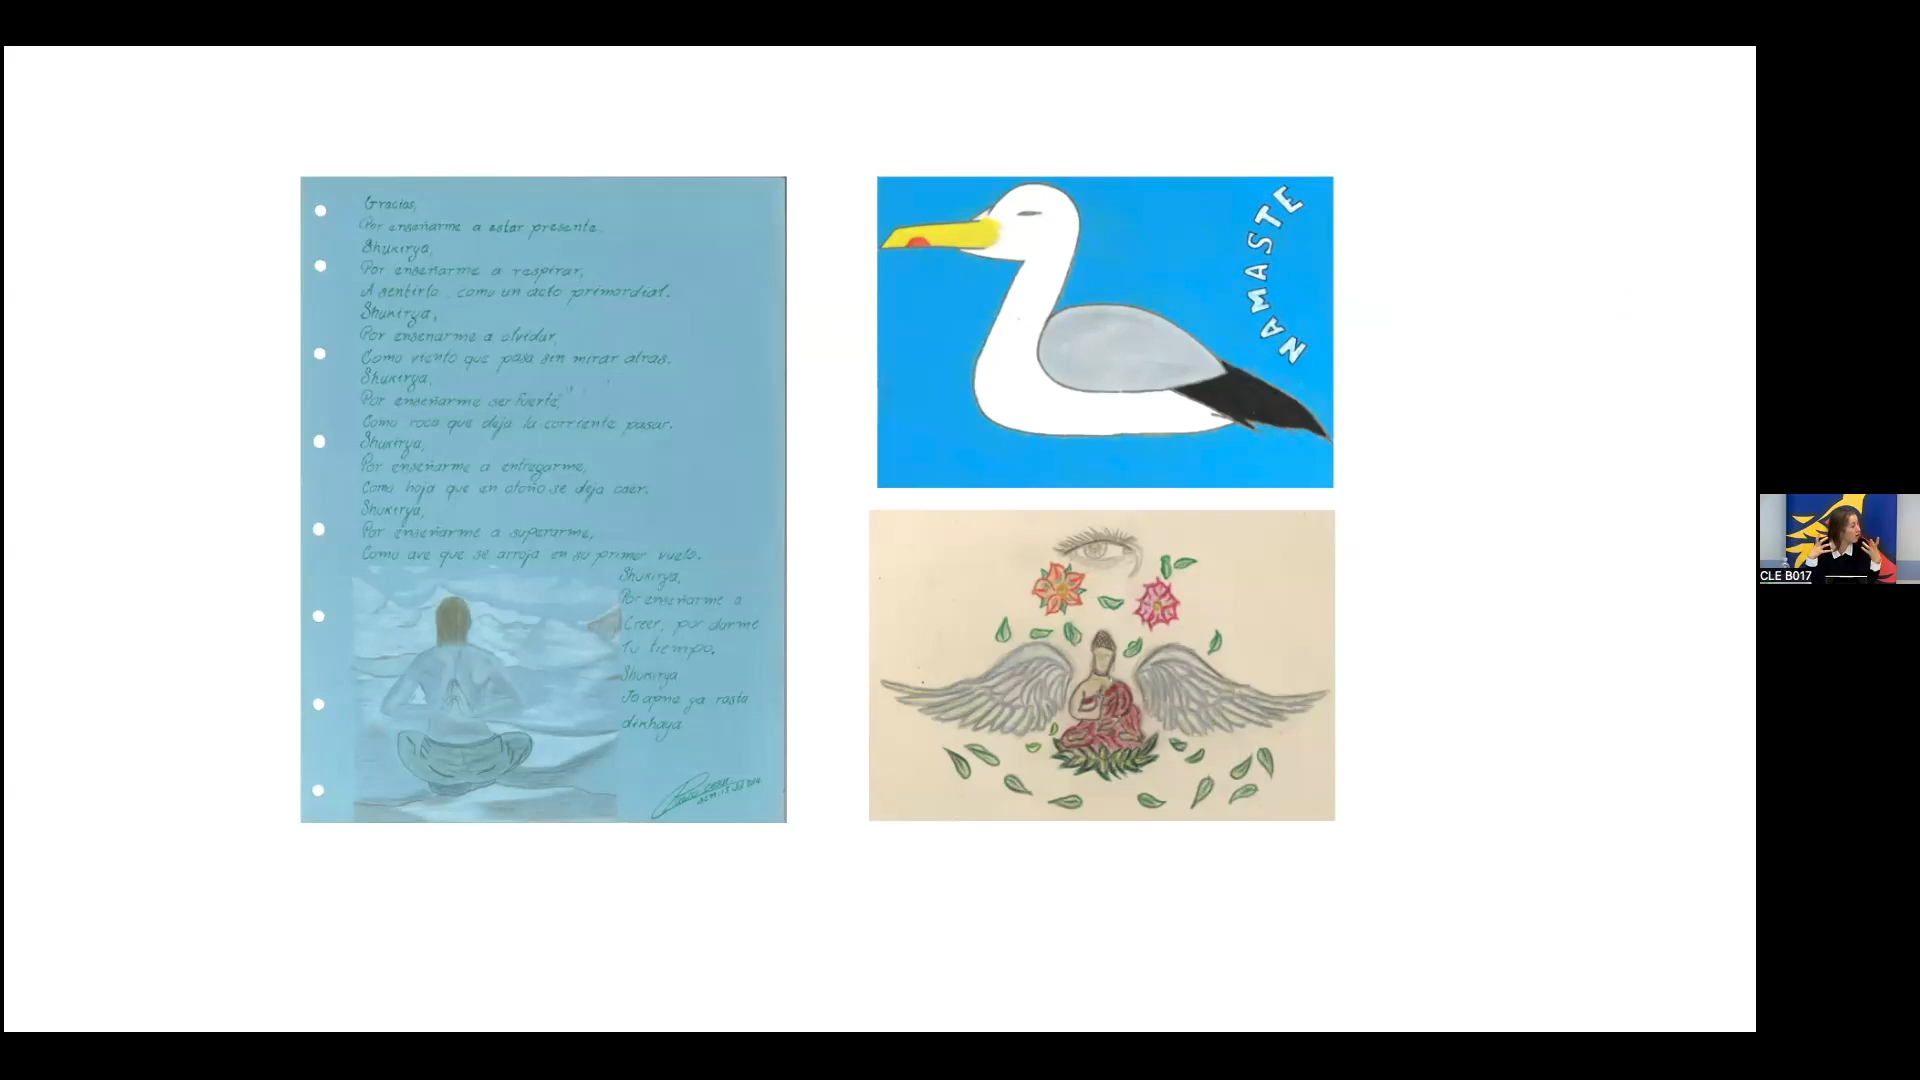 Gracias,
Por enseñarme a estar presente.
Shukirya,
Por enseñarme a respirar,
A sentirlo como un acto primordial.
Shukirya,
Por enseñarme a olvidar,
Como viento que pasa sin mirar atras.
Shukirya,
Por enseñarme ser fuerte,
Como roca que deja la corriente pasar.
Shukirya,
Por enseñarme a entregarme,
Como hoja que en otoño se deja caer.
Shukirya,
Por enseñarme a superarme,
Como ave que se arroja en su primer vuelo.
Shukirya,
Por enseñarme a
Creer, por darme
Tu tiempo.
Shukirya
Jo apne ya rasta
dikhaya
NAMASTE
CLE B017